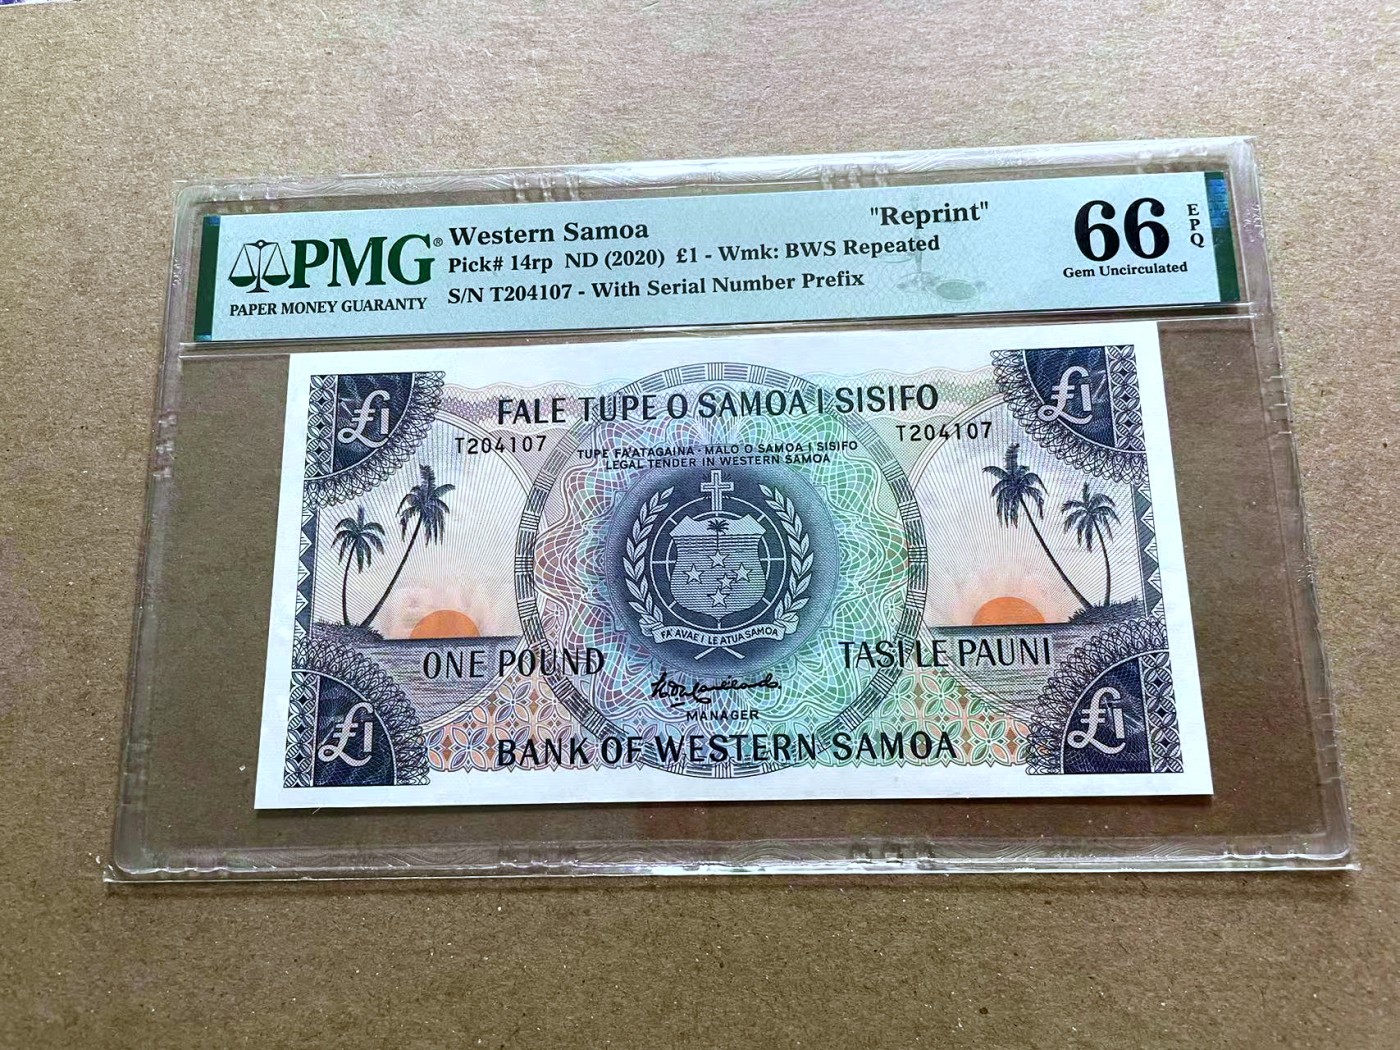 PMG®
PAPER MONEY GUARANTY
Western Samoa
"Reprint"
Pick# 14rp ND (2020) £1 - Wmk: BWS Repeated
S/N T204107 - With Serial Number Prefix
66
EPQ
Gem Uncirculated
£1
£1
FALE TUPE O SAMOA I SISIFO
T204107
T204107
TUPE FA'ATAGAINA · MALO O SAMOA I SISIFO
LEGAL TENDER IN WESTERN SAMOA
FA'AVAE I LE ATUA SAMOA
ONE POUND
TASI LE PAUNI
MANAGER
£1
£1
BANK OF WESTERN SAMOA